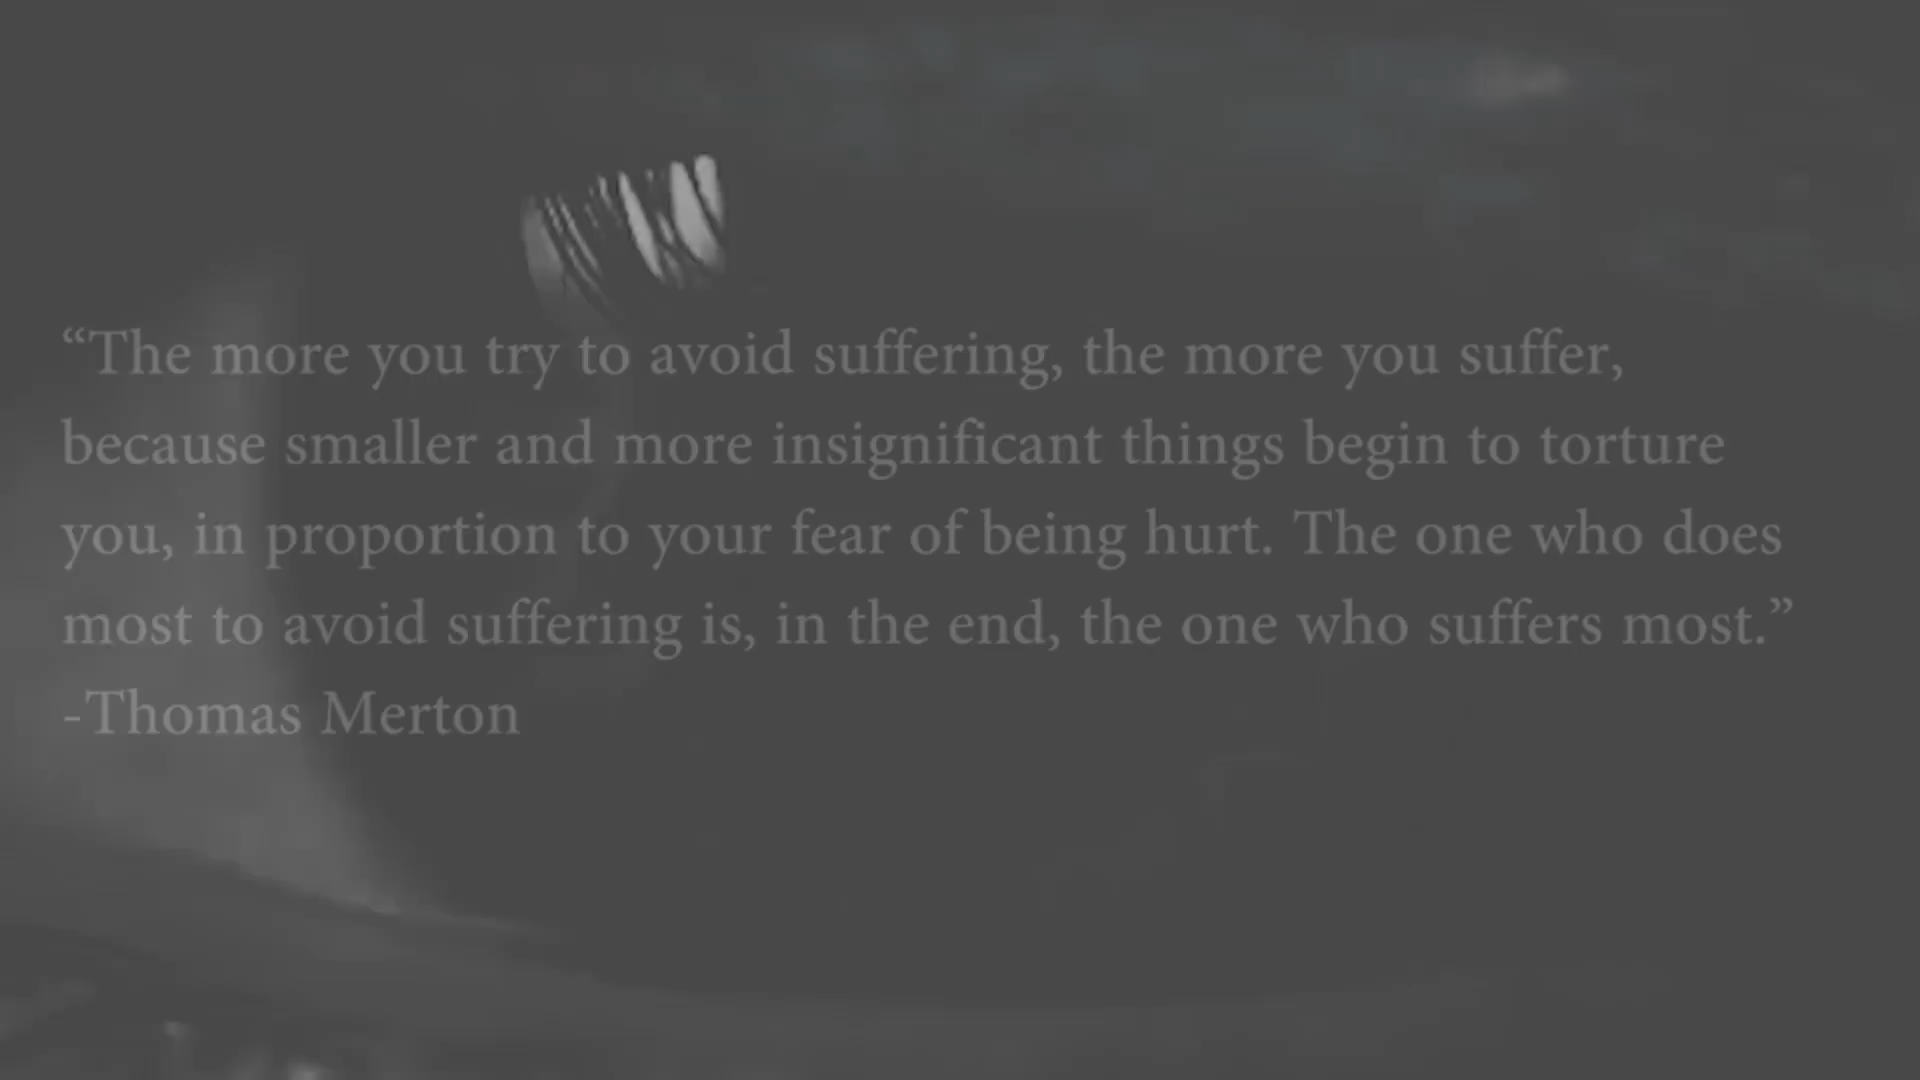 “The more you try to avoid suffering, the more you suffer,
because smaller and more insignificant things begin to torture
you, in proportion to your fear of being hurt. The one who does
most to avoid suffering is, in the end, the one who suffers most.”
-Thomas Merton